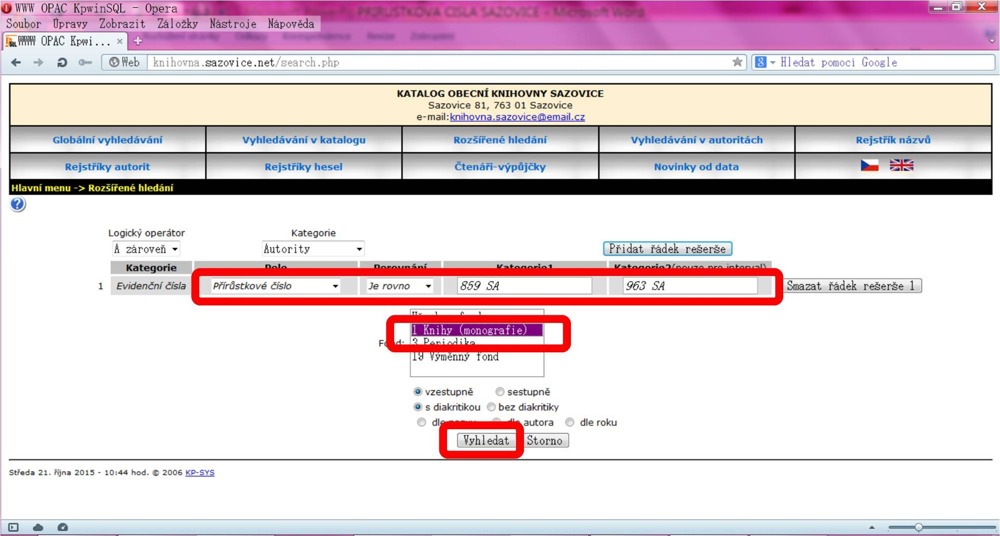 WWW OPAC KpwinSQL - Opera
PRIRUSTKOVA CISLA SAZOVICE - Microsoft Word
Soubor Úpravy Zobrazit Záložky Nástroje Nápověda
WWW OPAC Kpwi...
Odkazy Korespondence Revize Zobrazení
Web knihovna.sazovice.net/search.php
Hledat pomocí Google
KATALOG OBECNÍ KNIHOVNY SAZOVICE
Sazovice 81, 763 01 Sazovice
e-mail:knihovna.sazovice@email.cz
Globální vyhledávání Vyhledávání v katalogu Rozšířené hledání Vyhledávání v autoritách Rejstřík názvů
Rejstříky autorit Rejstříky hesel Čtenáři-výpůjčky Novinky od data
Hlavní menu -> Rozšířené hledání
Logický operátor Kategorie
A zároveň Autority Přidat řádek rešerše
Kategorie Pole Porovnání Kategorie1 Kategorie2(pouze pro interval)
1 Evidenční čísla Přírůstkové číslo Je rovno 859 SA 963 SA Smazat řádek rešerše 1
1 Knihy (monografie)
Fond: 3 Periodika
19 Výměnný fond
vzestupně sestupně
s diakritikou bez diakritiky
dle názvu dle autora dle roku
Vyhledat Storno
Středa 21. října 2015 - 10:44 hod. © 2006 KP-SYS